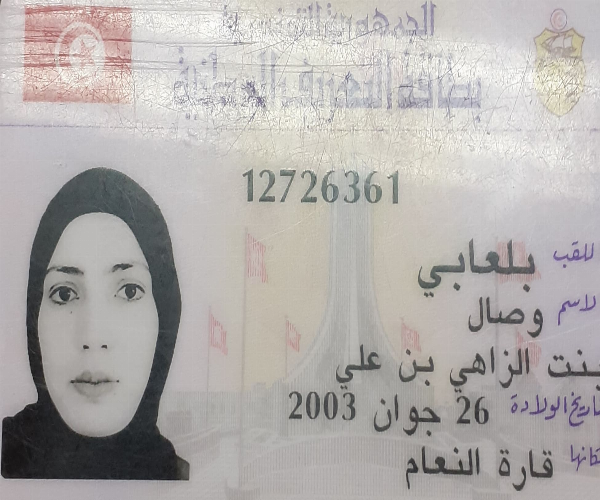 الجمهورية التونسية
بطاقة التعريف الوطنية
12726361
اللقب بلعابي
الاسم وصال
بنت الزاهي بن علي
تاريخ الولادة 26 جوان 2003
مكانها قارة النعام